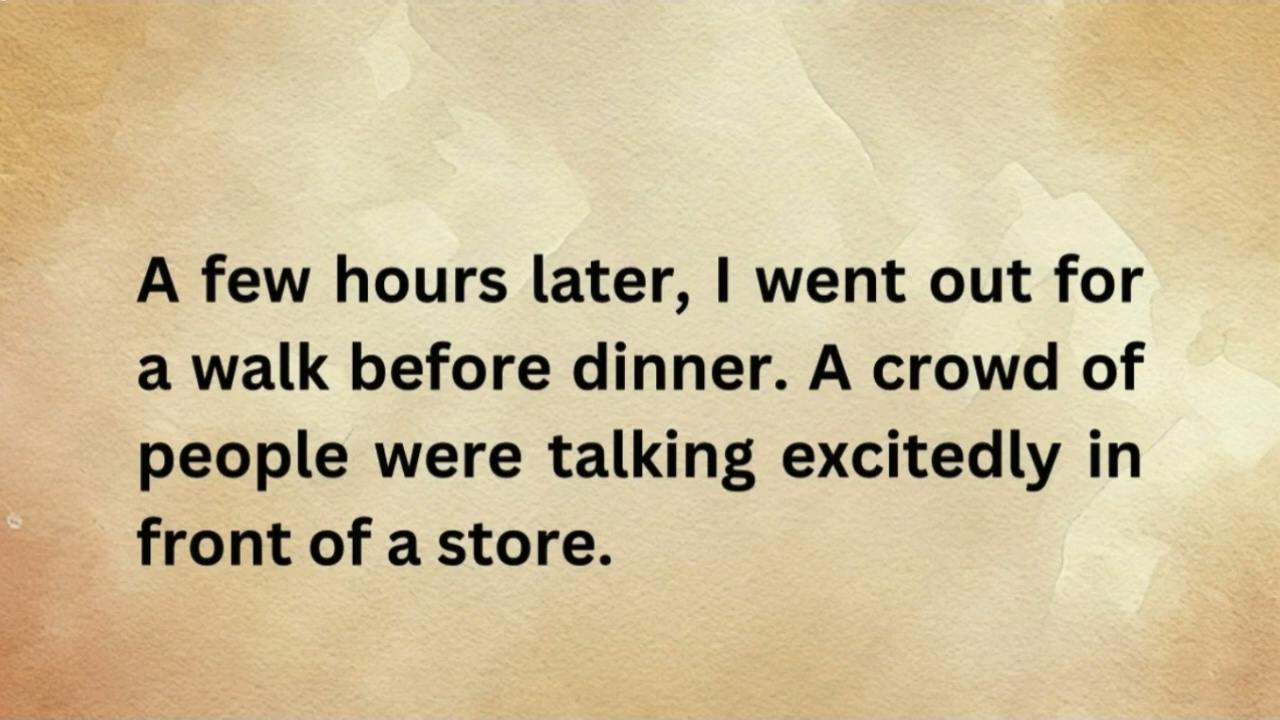 A few hours later, I went out for
a walk before dinner. A crowd of
people were talking excitedly in
front of a store.